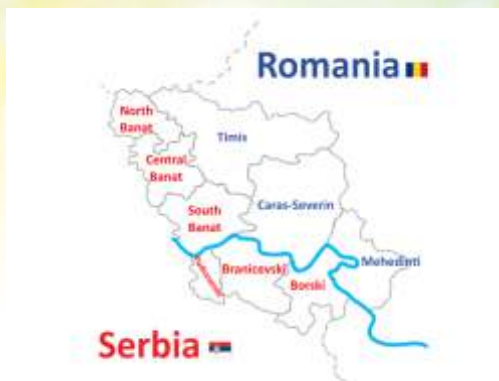 Romania
North
Banat
Timis
Central
Banat
South
Banat
Caras-Severin
Mehedinti
Branicevski
Borski
Serbia